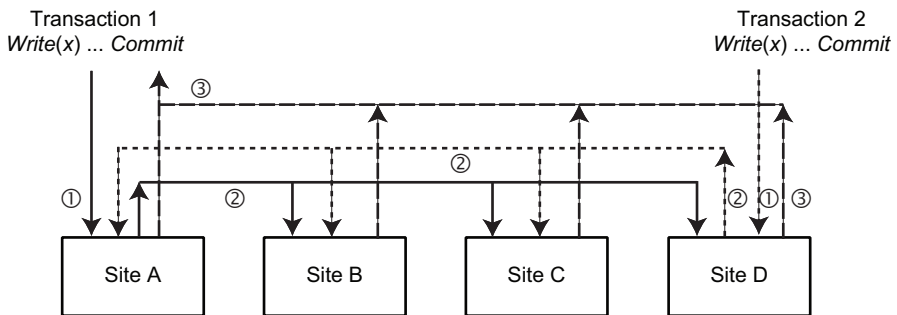 Transaction 1
Write(x) ... Commit
Transaction 2
Write(x) ... Commit
③
②
① ② ② ① ③
Site A Site B Site C Site D